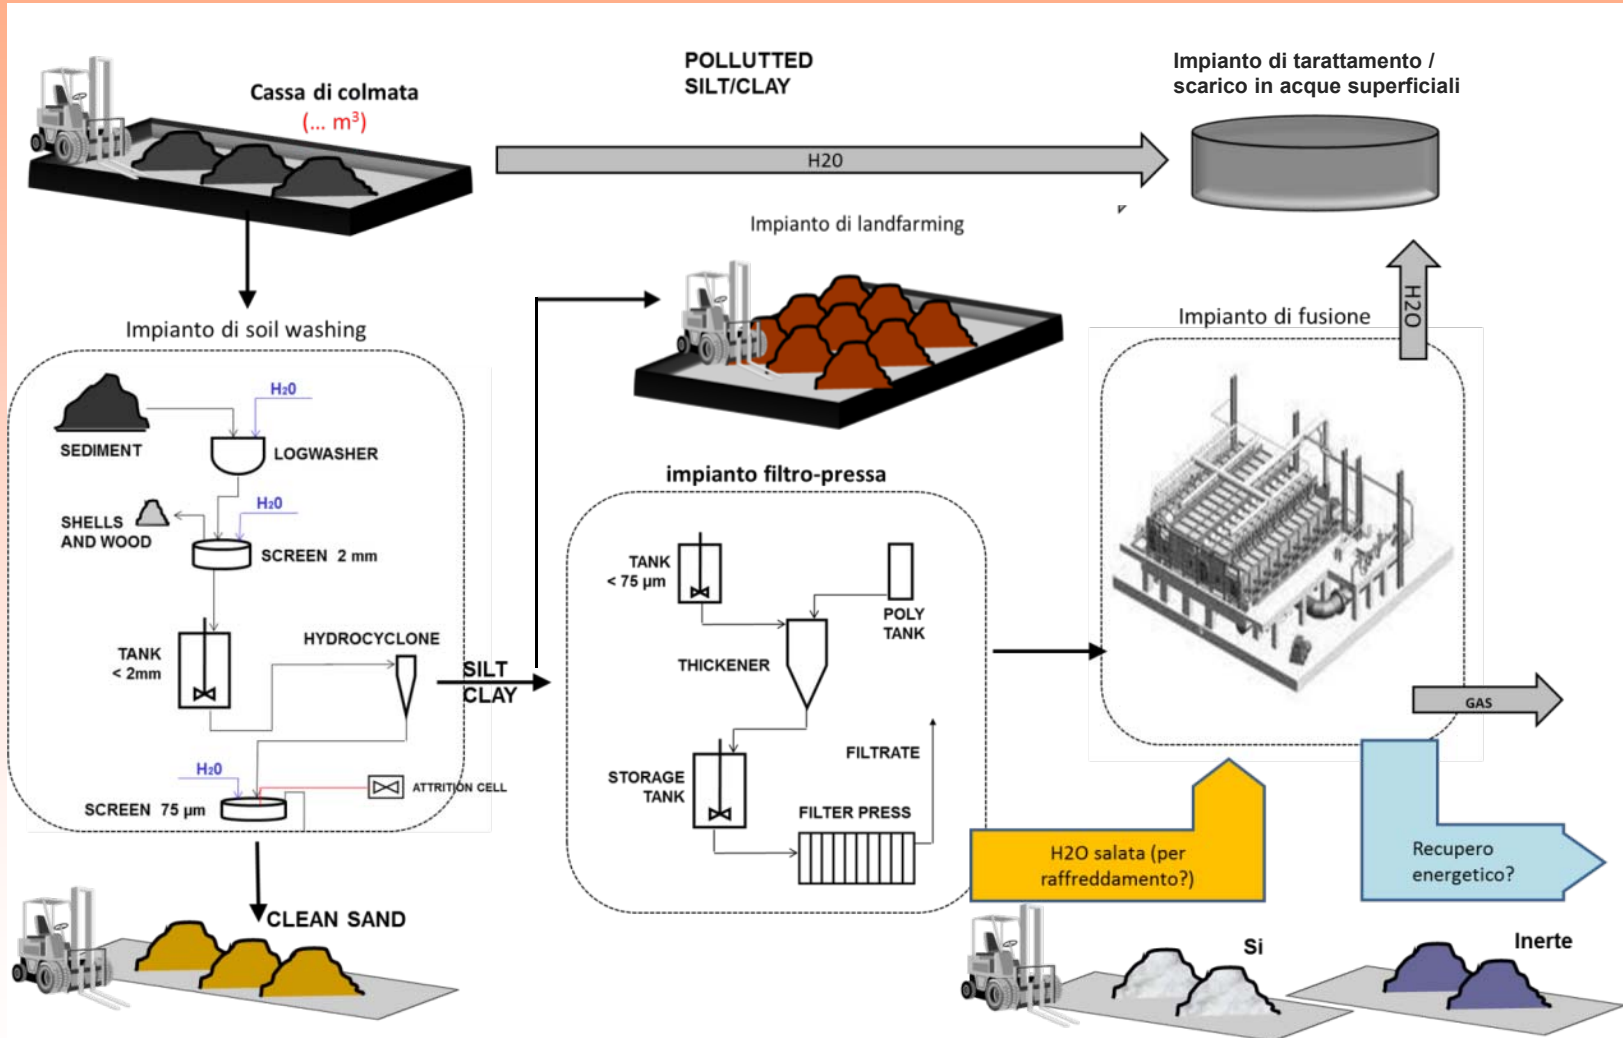 POLLUTTED
SILT/CLAY
Impianto di tarattamento /
scarico in acque superficiali
Cassa di colmata
(... m³)
H20
Impianto di landfarming
H2O
Impianto di soil washing
Impianto di fusione
H₂0
SEDIMENT
LOGWASHER
impianto filtro-pressa
H₂0
SHELLS
AND WOOD
SCREEN 2 mm
TANK
< 75 µm
POLY
TANK
HYDROCYCLONE
TANK
< 2mm
SILT
CLAY
THICKENER
GAS
FILTRATE
H₂0
STORAGE
TANK
ATTRITION CELL
SCREEN 75 µm
FILTER PRESS
H2O salata (per
raffreddamento?)
Recupero
energetico?
CLEAN SAND
Si
Inerte